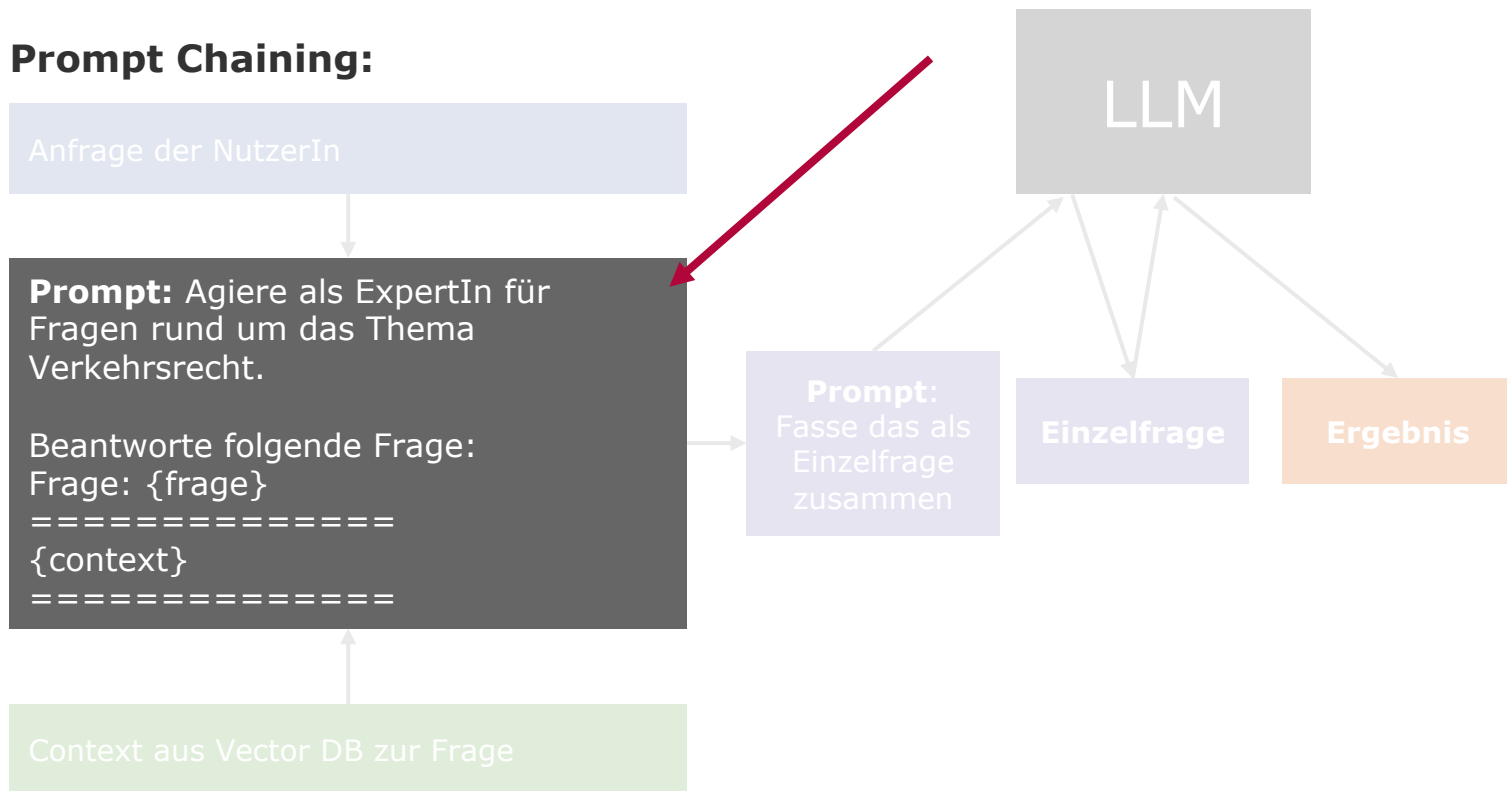 Prompt Chaining:
Anfrage der NutzerIn
Prompt: Agiere als ExpertIn für
Fragen rund um das Thema
Verkehrsrecht.
Beantworte folgende Frage:
Frage: {frage}
==============
{context}
==============
Context aus Vector DB zur Frage
Prompt:
Fasse das als
Einzelfrage
zusammen
LLM
Einzelfrage
Ergebnis